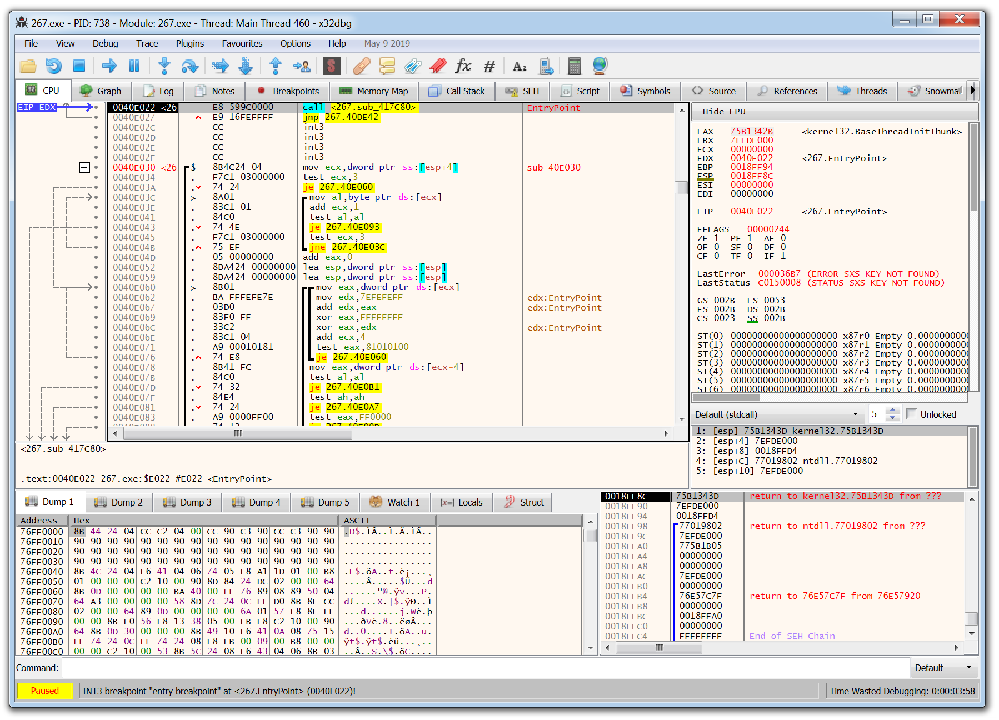 267.exe - PID: 738 - Module: 267.exe - Thread: Main Thread 460 - x32dbg
File View Debug Trace Plugins Favourites Options Help May 9 2019
CPU Graph Log Notes Breakpoints Memory Map Call Stack SEH Script Symbols Source References Threads Snowma
EIP EDX
0040E022 <267 E8 599C0000 call <267.sub_417C80> EntryPoint
0040E027 E9 16FEFFFF jmp 267.40DE42
0040E02C CC int3
0040E02D CC int3
0040E02E CC int3
0040E02F CC int3
0040E030 <267 $ 8B4C24 04 mov ecx,dword ptr ss:[esp+4] sub_40E030
0040E034 . F7C1 03000000 test ecx,3
0040E03A . 74 24 je 267.40E060
0040E03C > 8A01 mov al,byte ptr ds:[ecx]
0040E03E . 83C1 01 add ecx,1
0040E041 . 84C0 test al,al
0040E043 . 74 4E je 267.40E093
0040E045 . F7C1 03000000 test ecx,3
0040E04B . 75 EF jne 267.40E03C
0040E04D . 05 00000000 add eax,0
0040E052 . 8DA424 00000000 lea esp,dword ptr ss:[esp]
0040E059 . 8DA424 00000000 lea esp,dword ptr ss:[esp]
0040E060 > 8B01 mov eax,dword ptr ds:[ecx]
0040E062 . BA FFFEFE7E mov edx,7EFEFEFF edx:EntryPoint
0040E067 . 03D0 add edx,eax edx:EntryPoint
0040E069 . 83F0 FF xor eax,FFFFFFFF
0040E06C . 33C2 xor eax,edx edx:EntryPoint
0040E06E . 83C1 04 add ecx,4
0040E071 . A9 00010181 test eax,81010100
0040E076 . 74 E8 je 267.40E060
0040E078 . 8B41 FC mov eax,dword ptr ds:[ecx-4]
0040E07B . 84C0 test al,al
0040E07D . 74 32 je 267.40E0B1
0040E07F . 84E4 test ah,ah
0040E081 . 74 24 je 267.40E0A7
0040E083 . A9 0000FF00 test eax,FF0000
Hide FPU
EAX 75B1342B <kernel32.BaseThreadInitThunk>
EBX 7EFDE000
ECX 00000000
EDX 0040E022 <267.EntryPoint>
EBP 0018FF94
ESP 0018FF8C
ESI 00000000
EDI 00000000
EIP 0040E022 <267.EntryPoint>
EFLAGS 00000244
ZF 1 PF 1 AF 0
OF 0 SF 0 DF 0
CF 0 TF 0 IF 1
LastError 000036B7 (ERROR_SXS_KEY_NOT_FOUND)
LastStatus C0150008 (STATUS_SXS_KEY_NOT_FOUND)
GS 002B FS 0053
ES 002B DS 002B
CS 0023 SS 002B
ST(0) 00000000000000000000 x87r0 Empty 0.0000000000
ST(1) 00000000000000000000 x87r1 Empty 0.0000000000
ST(2) 00000000000000000000 x87r2 Empty 0.0000000000
ST(3) 00000000000000000000 x87r3 Empty 0.0000000000
ST(4) 00000000000000000000 x87r4 Empty 0.0000000000
ST(5) 00000000000000000000 x87r5 Empty 0.0000000000
ST(6) 00000000000000000000 x87r6 Empty 0.0000000000
Default (stdcall) 5 Unlocked
1: [esp] 75B1343D kernel32.75B1343D
2: [esp+4] 7EFDE000
3: [esp+8] 0018FFD4
4: [esp+C] 77019802 ntdll.77019802
5: [esp+10] 7EFDE000
<267.sub_417C80>
.text:0040E022 267.exe:$E022 #E022 <EntryPoint>
Dump 1 Dump 2 Dump 3 Dump 4 Dump 5 Watch 1 Locals Struct
Address Hex ASCII
76FF0000 8B 44 24 04 CC C2 04 00 CC 90 C3 90 CC C3 90 90 .D$.ÌÂ..Ì.Ã.ÌÃ..
76FF0010 90 90 90 90 90 90 90 90 90 90 90 90 90 90 90 90 ................
76FF0020 90 90 90 90 90 90 90 90 90 90 90 90 90 90 90 90 ................
76FF0030 90 90 90 90 90 90 90 90 90 90 90 90 90 90 90 90 ................
76FF0040 8B 4C 24 04 F6 41 04 06 74 05 E8 A1 1D 01 00 B8 .L$.öA..t.è¡...¸
76FF0050 01 00 00 00 C2 10 00 90 8D 84 24 DC 02 00 00 64 ....Â.....$Ü...d
76FF0060 8B 0D 00 00 00 00 BA 40 00 FF 76 89 08 89 50 04 ......º@.ÿv...P.
76FF0070 64 A3 00 00 00 00 58 8D 7C 24 0C FF D0 8B 8F CC d£....X.|$.ÿÐ..Ì
76FF0080 02 00 00 64 89 0D 00 00 00 00 6A 01 57 E8 8E FE ...d......j.Wè.þ
76FF0090 00 00 8B F0 56 E8 13 38 05 00 EB F8 C2 10 00 90 ...ðVè.8..ëøÂ...
76FF00A0 64 8B 0D 30 00 00 00 8B 49 10 F6 41 0A 08 75 15 d..0....I.öA..u.
76FF00B0 FF 74 24 0C FF 74 24 08 E8 FB 00 09 00 B8 00 00 ÿt$.ÿt$.èû...¸..
76FF00C0 00 00 C2 10 00 53 8B 5C 24 08 F6 43 04 06 8B 03 ..Â..S.\$.öC....
0018FF8C 75B1343D return to kernel32.75B1343D from ???
0018FF90 7EFDE000
0018FF94 0018FFD4
0018FF98 77019802 return to ntdll.77019802 from ???
0018FF9C 7EFDE000
0018FFA0 775B1B05
0018FFA4 00000000
0018FFA8 00000000
0018FFAC 7EFDE000
0018FFB0 00000000
0018FFB4 76E57C7F return to 76E57C7F from 76E57920
0018FFB8 00000000
0018FFBC 0018FFA0
0018FFC0 00000000
0018FFC4 FFFFFFFF End of SEH Chain
Command: Default
Paused INT3 breakpoint "entry breakpoint" at <267.EntryPoint> (0040E022)! Time Wasted Debugging: 0:00:03:58